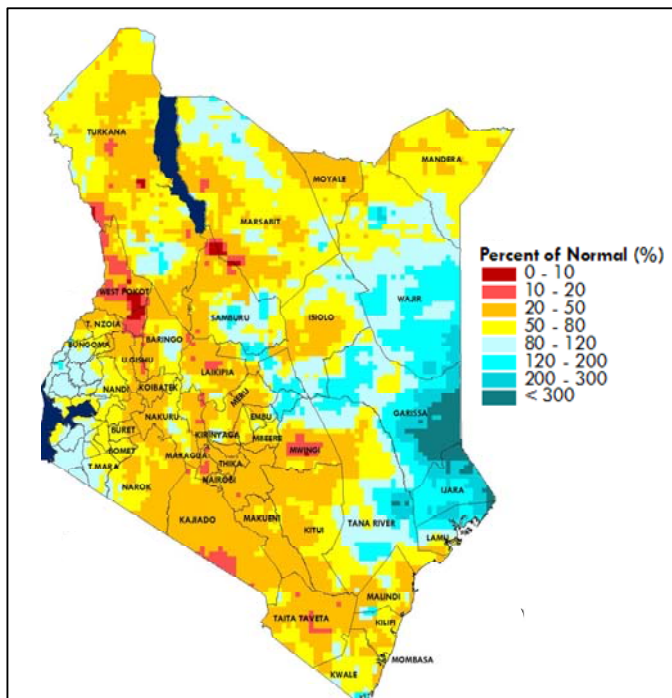 TURKANA
MANDERA
MOYALE
MARSABIT
Percent of Normal (%)
0 - 10
10 - 20
20 - 50
50 - 80
80 - 120
120 - 200
200 - 300
< 300
WAJIR
WEST POKOT
SAMBURU
ISIOLO
T. NZOIA
BUNGOMA
BARINGO
U.GISHU
LAIKIPIA
NANDI
KOIBATEK
MERU
GARISSA
NAKURU
EMBU
BURET
KIRINYAGA
MBEERE
BOMET
MARAGUA
MWINGI
T.MARA
THIKA
NAIROBI
IJARA
NAROK
KAJIADO
MAKUENI
KITUI
TANA RIVER
LAMU
MALINDI
TAITA TAVETA
KILIFI
MOMBASA
KWALE